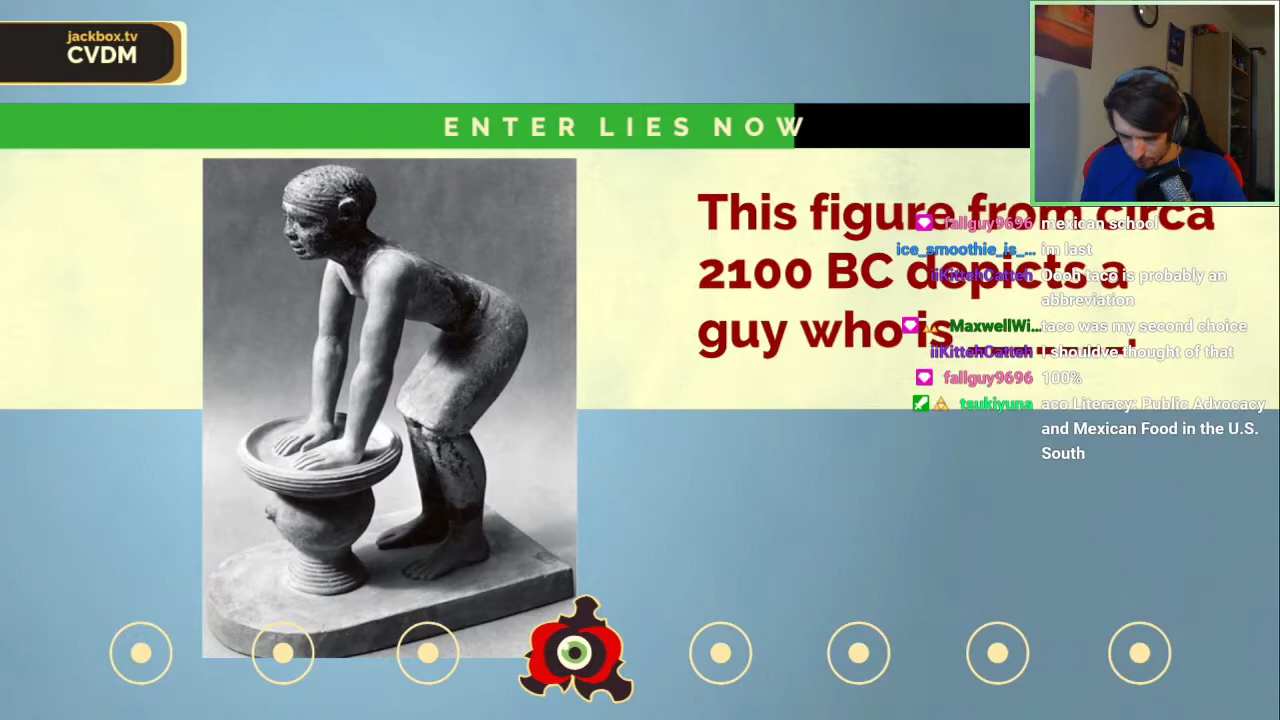 jackbox.tv
CVDM
ENTER LIES NOW
This figure from circa
2100 BC depicts a
guy who is
fallguy9696 mexican school
ice_smoothie_is_... im last
iiKittehCatteh Oooh taco is probably an
abbreviation
MaxwellWi... taco was my second choice
iiKittehCatteh I shouldve thought of that
fallguy9696 100%
tsukiyuna aco Literacy: Public Advocacy
and Mexican Food in the U.S.
South